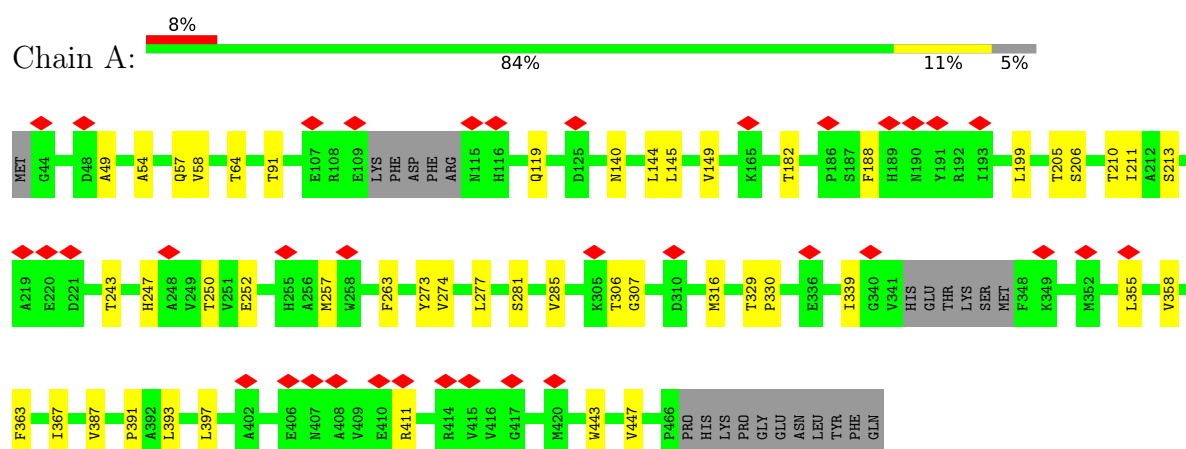 8%
Chain A:
84% 11% 5%
MET G44 D48 A49 A54 Q57 V58 T64 T91 E107 R108 E109 LYS PHE ASP PHE ARG N115 H116 Q119 D125 N140 L144 L145 V149 K165 T182 P186 S187 F188 H189 N190 Y191 R192 I193 L199 T205 S206 T210 I211 A212 S213
A219 E220 D221 T243 H247 A248 V249 T250 V251 E252 H255 A256 M257 W258 F263 Y273 V274 L277 S281 V285 K305 T306 G307 D310 M316 T329 P330 E336 I339 G340 V341 HIS GLU THR LYS SER MET F348 K349 M352 L355 V358
F363 I367 V387 P391 A392 L393 L397 A402 E406 N407 A408 V409 E410 R411 R414 V415 V416 G417 M420 W443 V447 P466 PRO HIS LYS PRO GLY GLU ASN LEU TYR PHE GLN